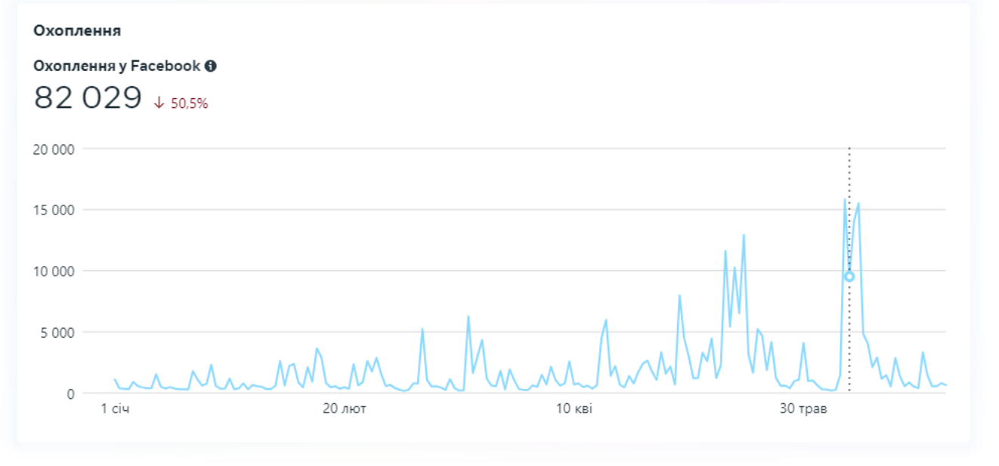 Охоплення
Охоплення у Facebook
82 029 ↓ 50,5%
20 000
15 000
10 000
5 000
0
1 січ 20 лют 10 кві 30 трав